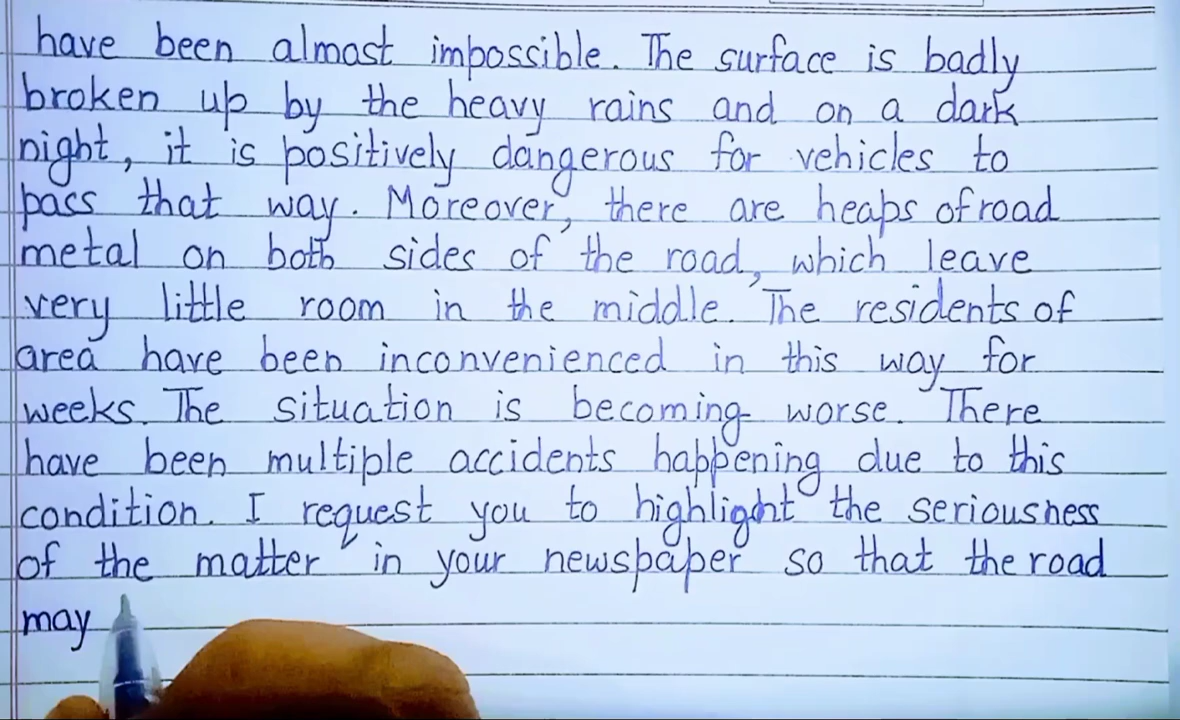 have been almost impossible. The surface is badly
broken up by the heavy rains and on a dark
night, it is positively dangerous for vehicles to
pass that way. Moreover, there are heaps of road
metal on both sides of the road, which leave
very little room in the middle. The residents of
area have been inconvenienced in this way for
weeks. The situation is becoming worse. There
have been multiple accidents happening due to this
condition. I request you to highlight the seriousness
of the matter in your newspaper so that the road
may